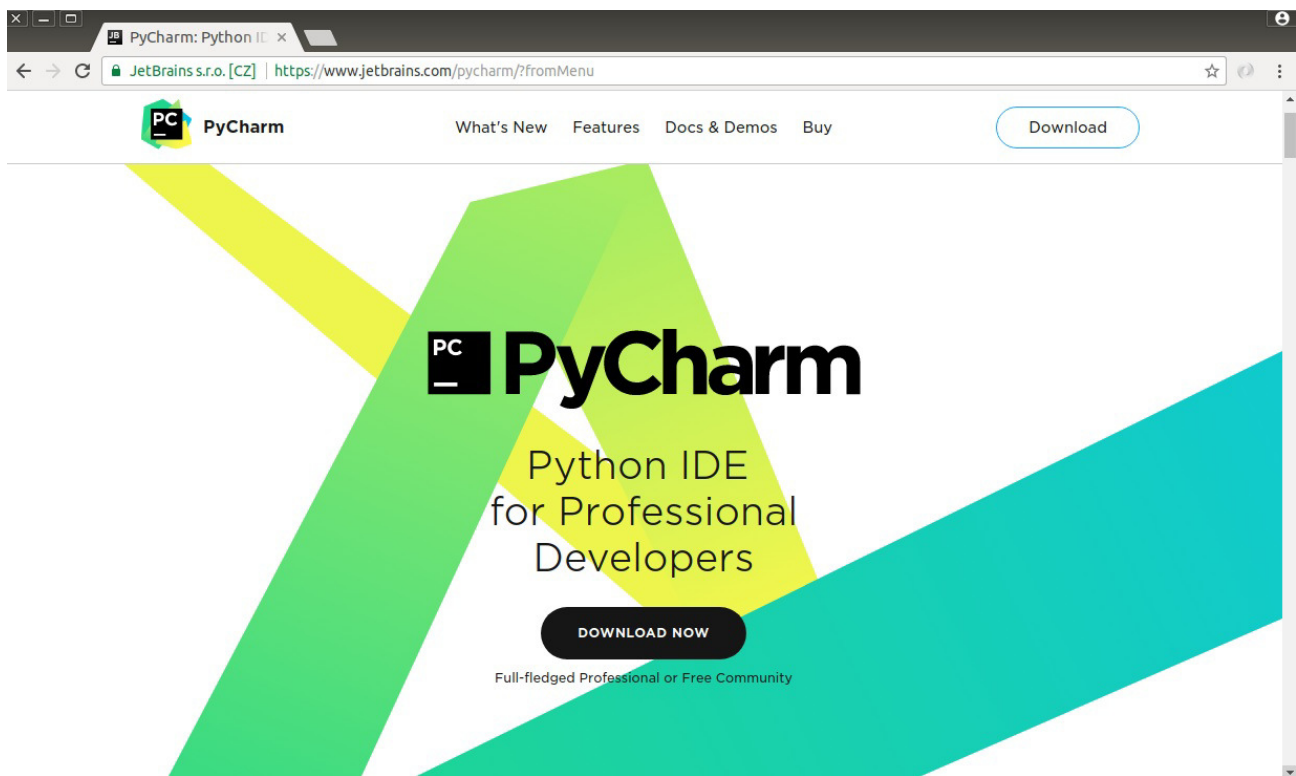 JB PyCharm: Python ID
JetBrains s.r.o. [CZ] https://www.jetbrains.com/pycharm/?fromMenu
PC PyCharm What's New Features Docs & Demos Buy Download
PC PyCharm
Python IDE
for Professional
Developers
DOWNLOAD NOW
Full-fledged Professional or Free Community